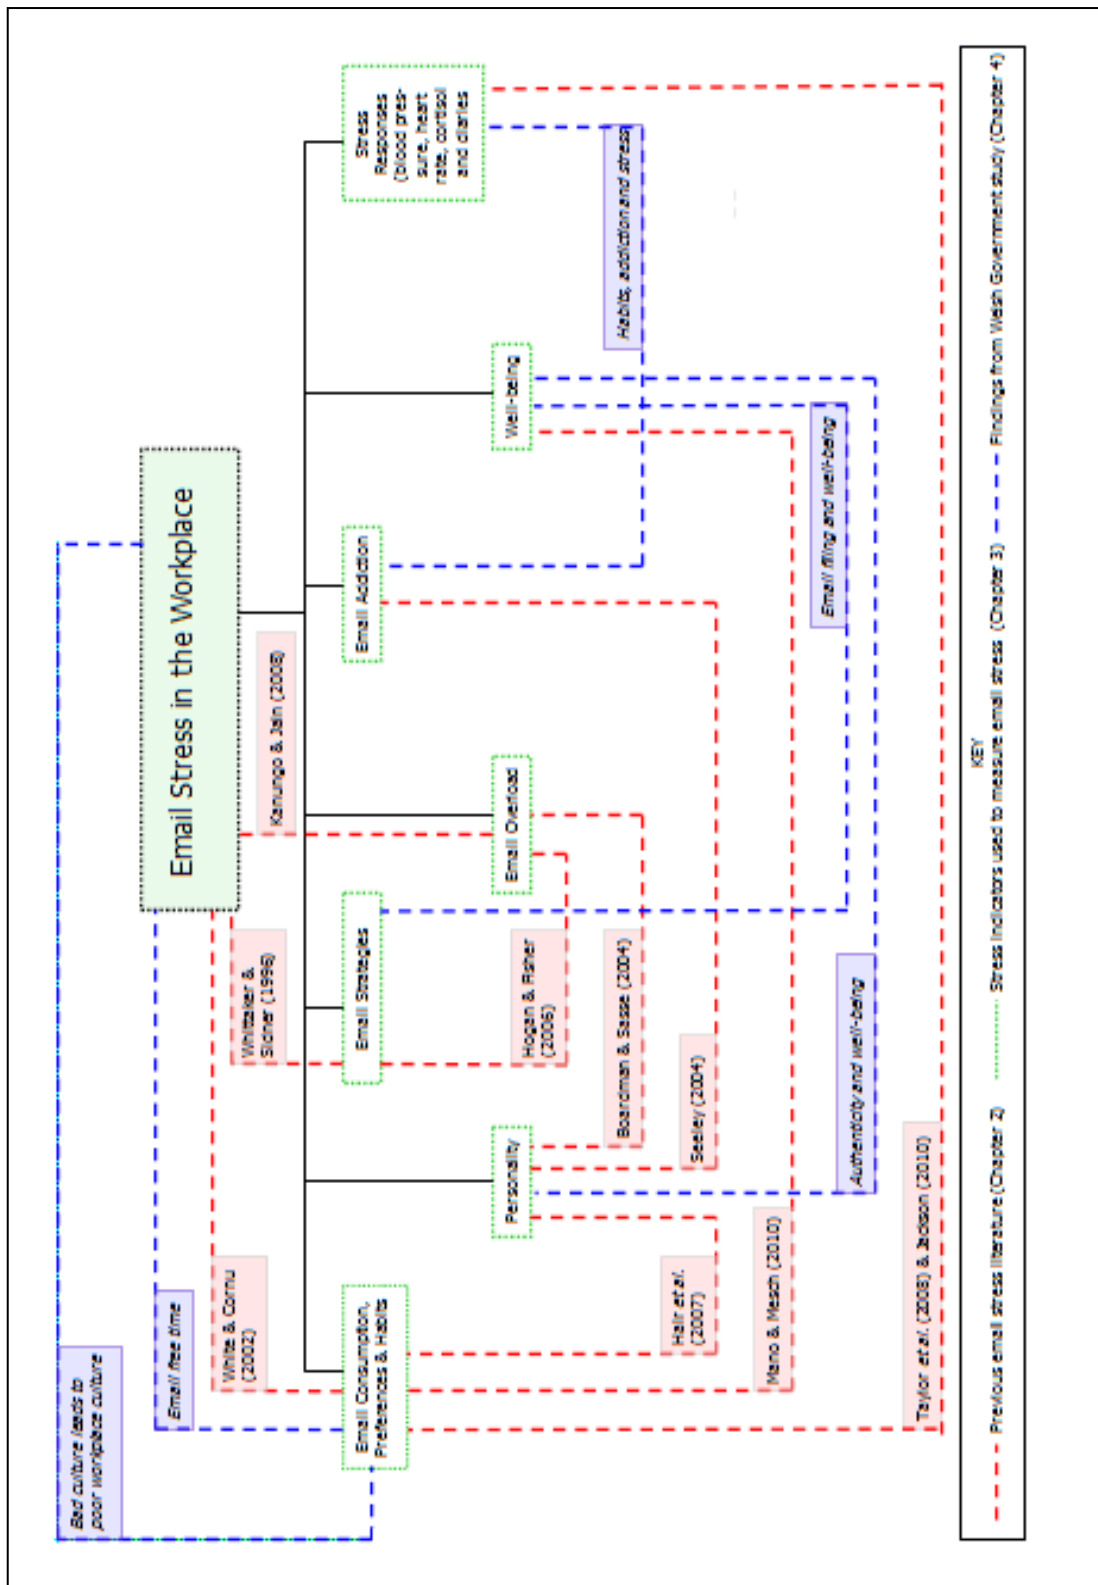 Bad culture leads to
poor workplace culture
Email free time
Email Stress in the Workplace
White & Cornu
(2002)
Whittaker &
Sidner (1996)
Kanungo & Jain (2008)
Email Consumption,
Preferences & Habits
Email Strategies
Email Addiction
Stress
Responses
(blood pres-
sure, heart
rate, cortisol
and diaries
Personality
Email Overload
Well-being
Hogan & Fisher
(2006)
Boardman & Sasse (2004)
Habits, addiction and stress
Hair et al.
(2007)
Seeley (2004)
Mano & Mesch (2010)
Email filing and well-being
Authenticity and well-being
Taylor et al. (2008) & Jackson (2010)
KEY
Previous email stress literature (Chapter 2)
Stress indicators used to measure email stress (Chapter 3)
Findings from Welsh Government study (Chapter 4)